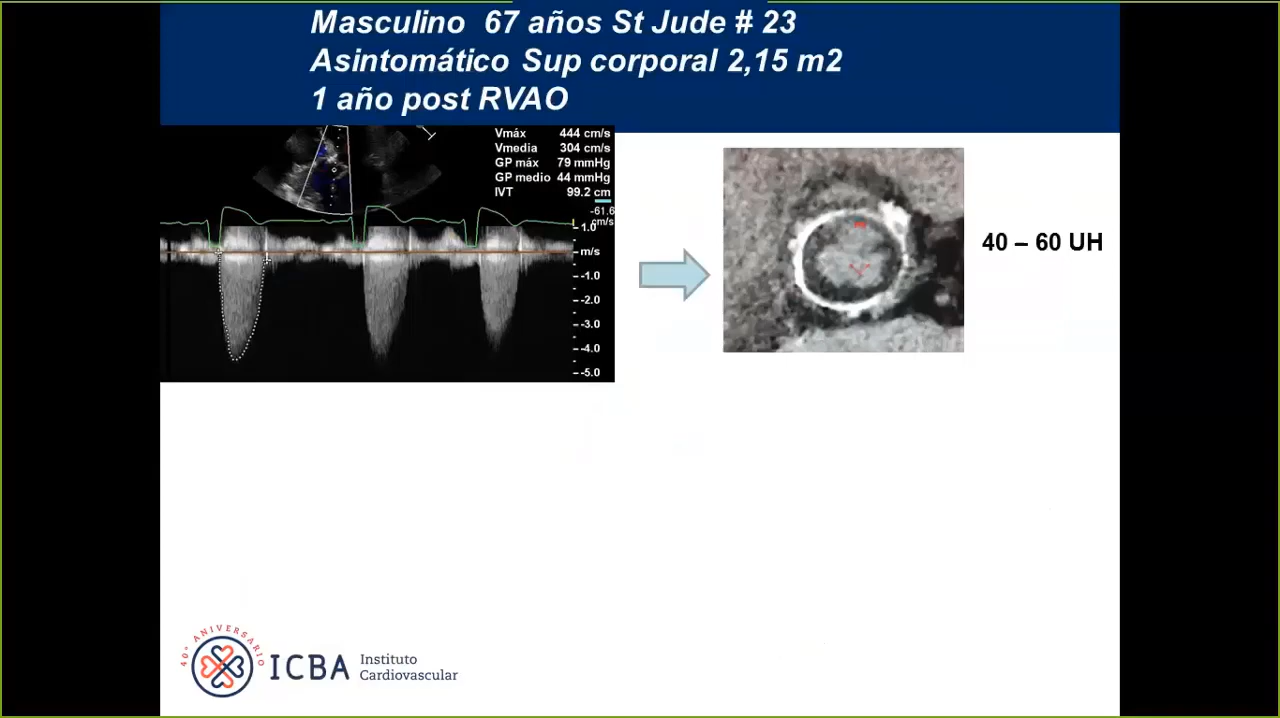 Masculino 67 años St Jude # 23
Asintomático Sup corporal 2,15 m2
1 año post RVAO
Vmáx 444 cm/s
Vmedia 304 cm/s
GP máx 79 mmHg
GP medio 44 mmHg
IVT 99.2 cm
-61.6
cm/s
1.0
m/s
-1.0
-2.0
-3.0
-4.0
-5.0
40 – 60 UH
40° ANIVERSARIO
ICBA
Instituto
Cardiovascular